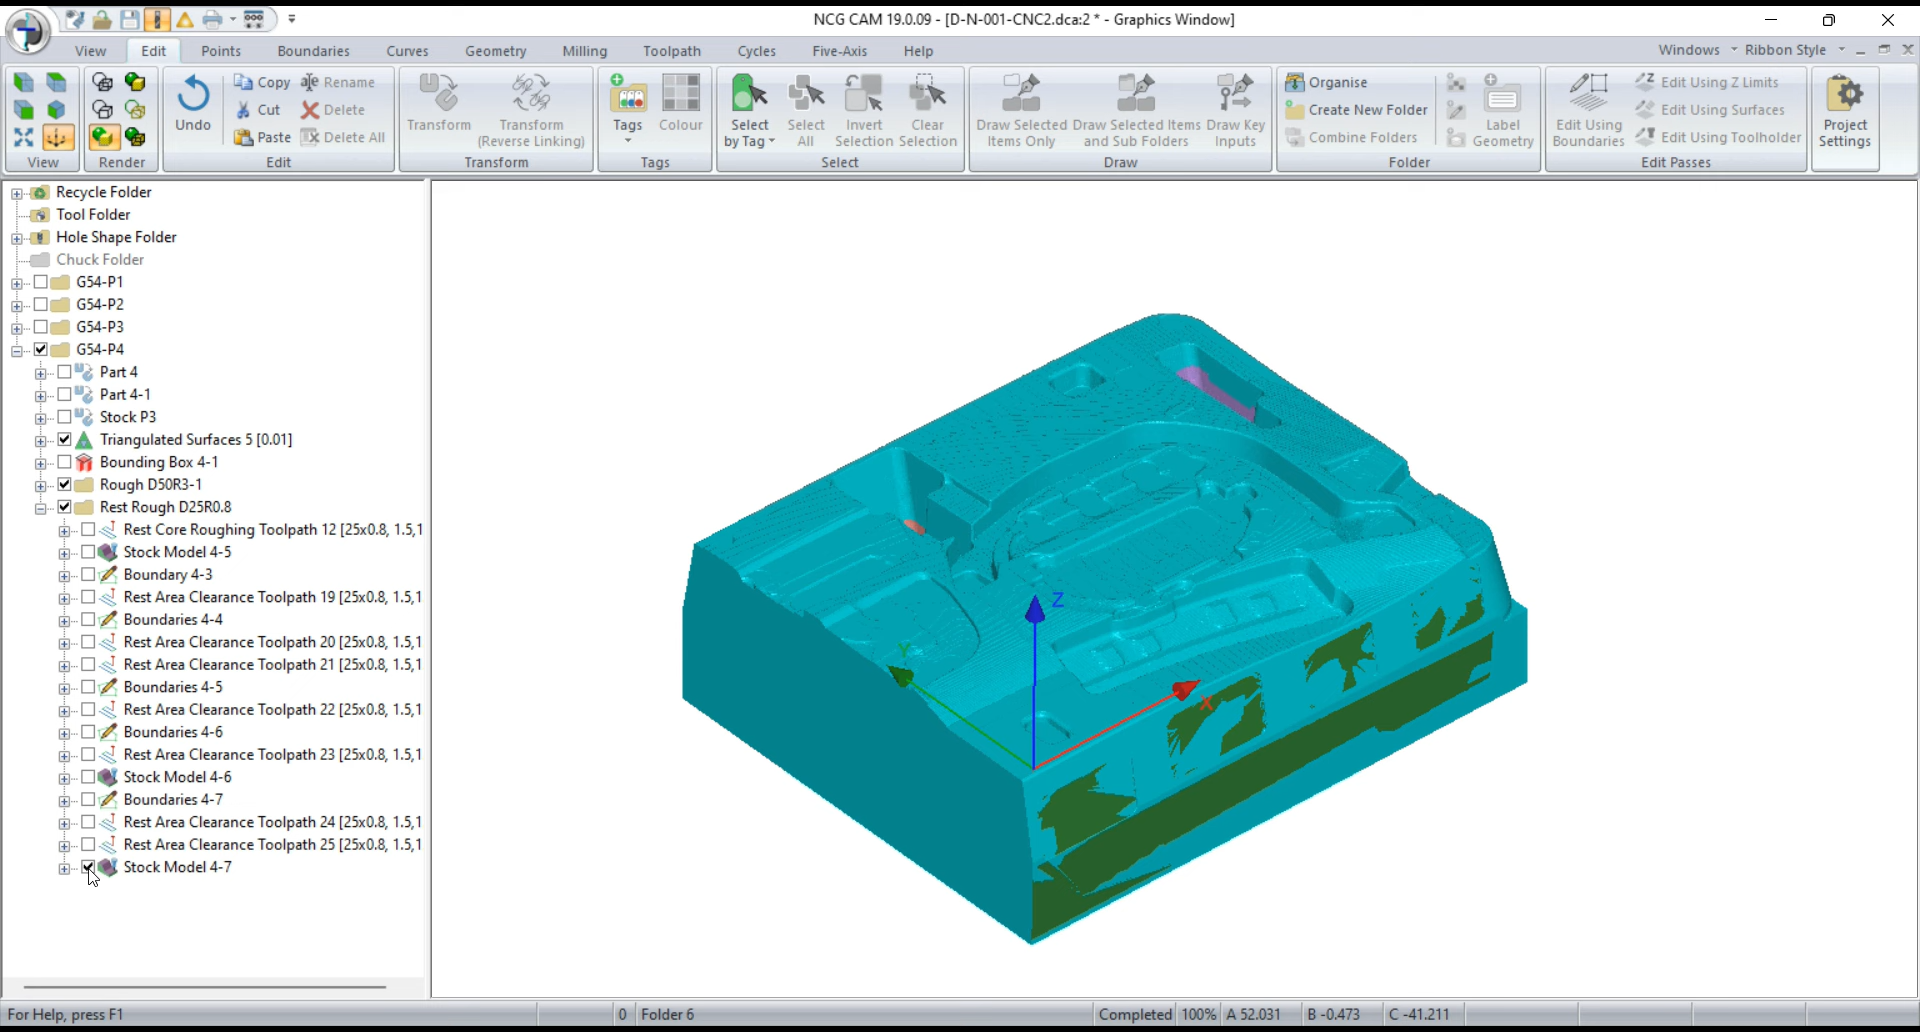 NCG CAM 19.0.09 - [D-N-001-CNC2.dca:2 * - Graphics Window]
View Edit Points Boundaries Curves Geometry Milling Toolpath Cycles Five-Axis Help
Windows Ribbon Style
Undo Copy Rename
Cut Delete
Paste Delete All
Transform
Transform
(Reverse Linking)
Tags
Colour
Select
by Tag
Select
All
Invert
Selection
Clear
Selection
Draw Selected
Items Only
Draw Selected Items
and Sub Folders
Draw Key
Inputs
Organise
Create New Folder
Combine Folders
Label
Geometry
Edit Using
Boundaries
Edit Using Z Limits
Edit Using Surfaces
Edit Using Toolholder
Project
Settings
View Render Edit Transform Tags Select Draw Folder Edit Passes
Recycle Folder
Tool Folder
Hole Shape Folder
Chuck Folder
G54-P1
G54-P2
G54-P3
G54-P4
Part 4
Part 4-1
Stock P3
Triangulated Surfaces 5 [0.01]
Bounding Box 4-1
Rough D50R3-1
Rest Rough D25R0.8
Rest Core Roughing Toolpath 12 [25x0.8, 1.5,1
Stock Model 4-5
Boundary 4-3
Rest Area Clearance Toolpath 19 [25x0.8, 1.5,1
Boundaries 4-4
Rest Area Clearance Toolpath 20 [25x0.8, 1.5,1
Rest Area Clearance Toolpath 21 [25x0.8, 1.5,1
Boundaries 4-5
Rest Area Clearance Toolpath 22 [25x0.8, 1.5,1
Boundaries 4-6
Rest Area Clearance Toolpath 23 [25x0.8, 1.5,1
Stock Model 4-6
Boundaries 4-7
Rest Area Clearance Toolpath 24 [25x0.8, 1.5,1
Rest Area Clearance Toolpath 25 [25x0.8, 1.5,1
Stock Model 4-7
Z
Y
X
For Help, press F1 0 Folder 6 Completed 100% A 52.031 B -0.473 C -41.211